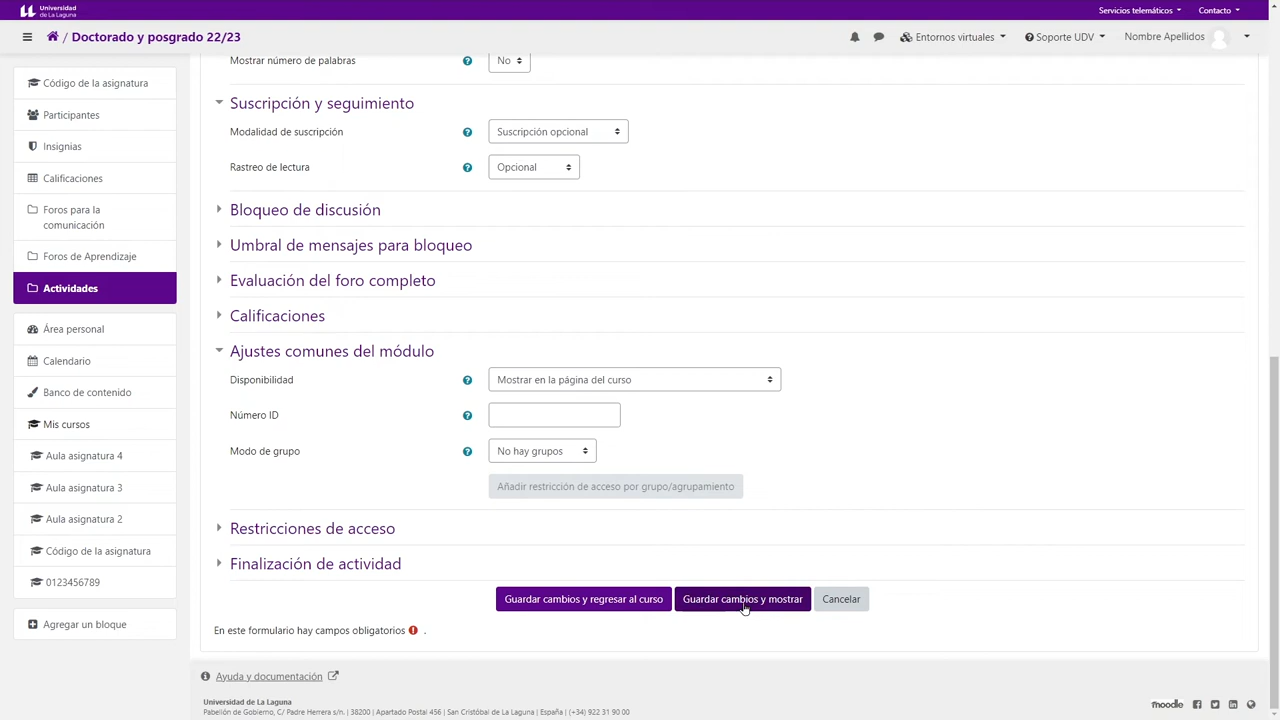 Universidad
de La Laguna
Servicios telemáticos
Contacto
/ Doctorado y posgrado 22/23
Entornos virtuales
Soporte UDV
Nombre Apellidos
Código de la asignatura
Participantes
Insignias
Calificaciones
Foros para la
comunicación
Foros de Aprendizaje
Actividades
Área personal
Calendario
Banco de contenido
Mis cursos
Aula asignatura 4
Aula asignatura 3
Aula asignatura 2
Código de la asignatura
0123456789
Agregar un bloque
Mostrar número de palabras
No
Suscripción y seguimiento
Modalidad de suscripción
Suscripción opcional
Rastreo de lectura
Opcional
Bloqueo de discusión
Umbral de mensajes para bloqueo
Evaluación del foro completo
Calificaciones
Ajustes comunes del módulo
Disponibilidad
Mostrar en la página del curso
Número ID
Modo de grupo
No hay grupos
Añadir restricción de acceso por grupo/agrupamiento
Restricciones de acceso
Finalización de actividad
Guardar cambios y regresar al curso
Guardar cambios y mostrar
Cancelar
En este formulario hay campos obligatorios .
Ayuda y documentación
Universidad de La Laguna
Pabellón de Gobierno, C/ Padre Herrera s/n. | 38200 | Apartado Postal 456 | San Cristóbal de La Laguna | España | (+34) 922 31 90 00
moodle